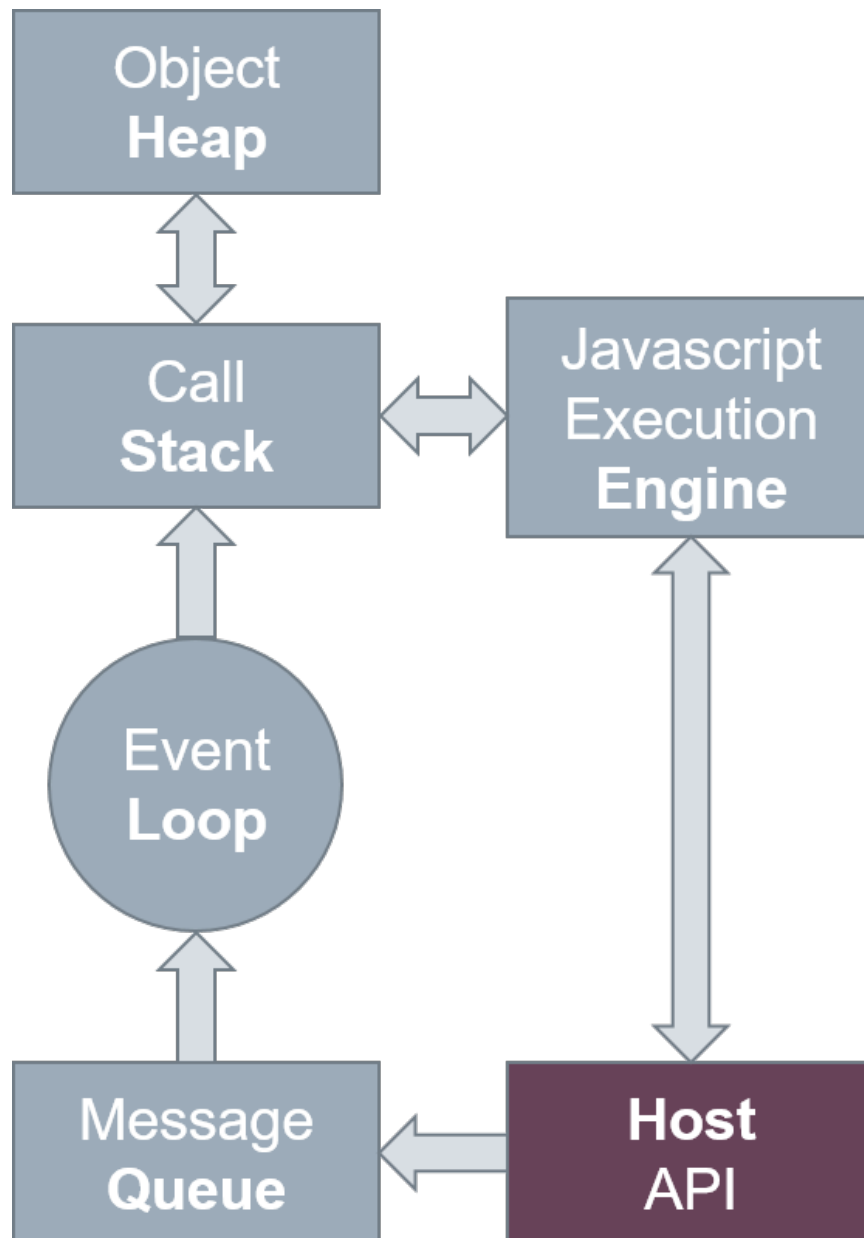 Object
Heap
Call
Stack
Javascript
Execution
Engine
Event
Loop
Message
Queue
Host
API